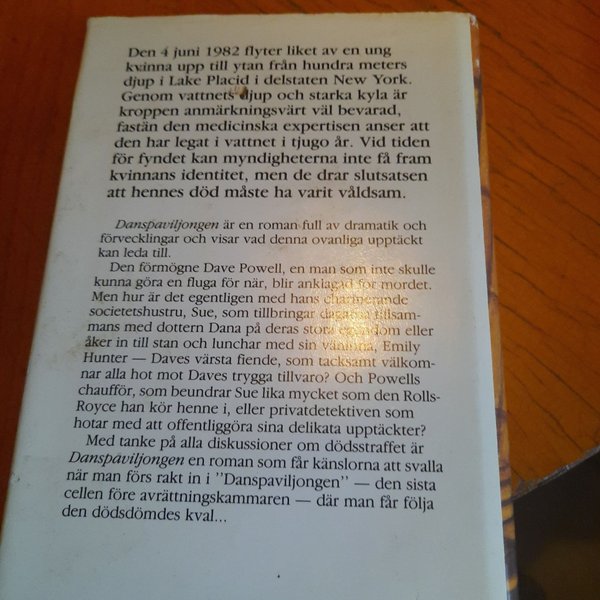 Den 4 juni 1982 flyter liket av en ung
kvinna upp till ytan från hundra meters
djup i Lake Placid i delstaten New York.
Genom vattnets djup och starka kyla är
kroppen anmärkningsvärt väl bevarad,
fastän den medicinska expertisen anser att
den har legat i vattnet i tjugo år. Vid tiden
för fyndet kan myndigheterna inte få fram
kvinnans identitet, men de drar slutsatsen
att hennes död måste ha varit våldsam.
Danspaviljongen är en roman full av dramatik och
förvecklingar och visar vad denna ovanliga upptäckt
kan leda till.
Den förmögne Dave Powell, en man som inte skulle
kunna göra en fluga för när, blir anklagad för mordet.
Men hur är det egentligen med hans charmerande
societetshustru, Sue, som tillbringar dagarna tillsam-
mans med dottern Dana på deras stora egendom eller
åker in till stan och lunchar med sin väninna, Emily
Hunter — Daves värsta fiende, som tacksamt välkom-
nar alla hot mot Daves trygga tillvaro? Och Powells
chaufför, som beundrar Sue lika mycket som den Rolls-
Royce han kör henne i, eller privatdetektiven som
hotar med att offentliggöra sina delikata upptäckter?
Med tanke på alla diskussioner om dödsstraffet är
Danspaviljongen en roman som får känslorna att svalla
när man förs rakt in i "Danspaviljongen" — den sista
cellen före avrättningskammaren — där man får följa
den dödsdömdes kval...